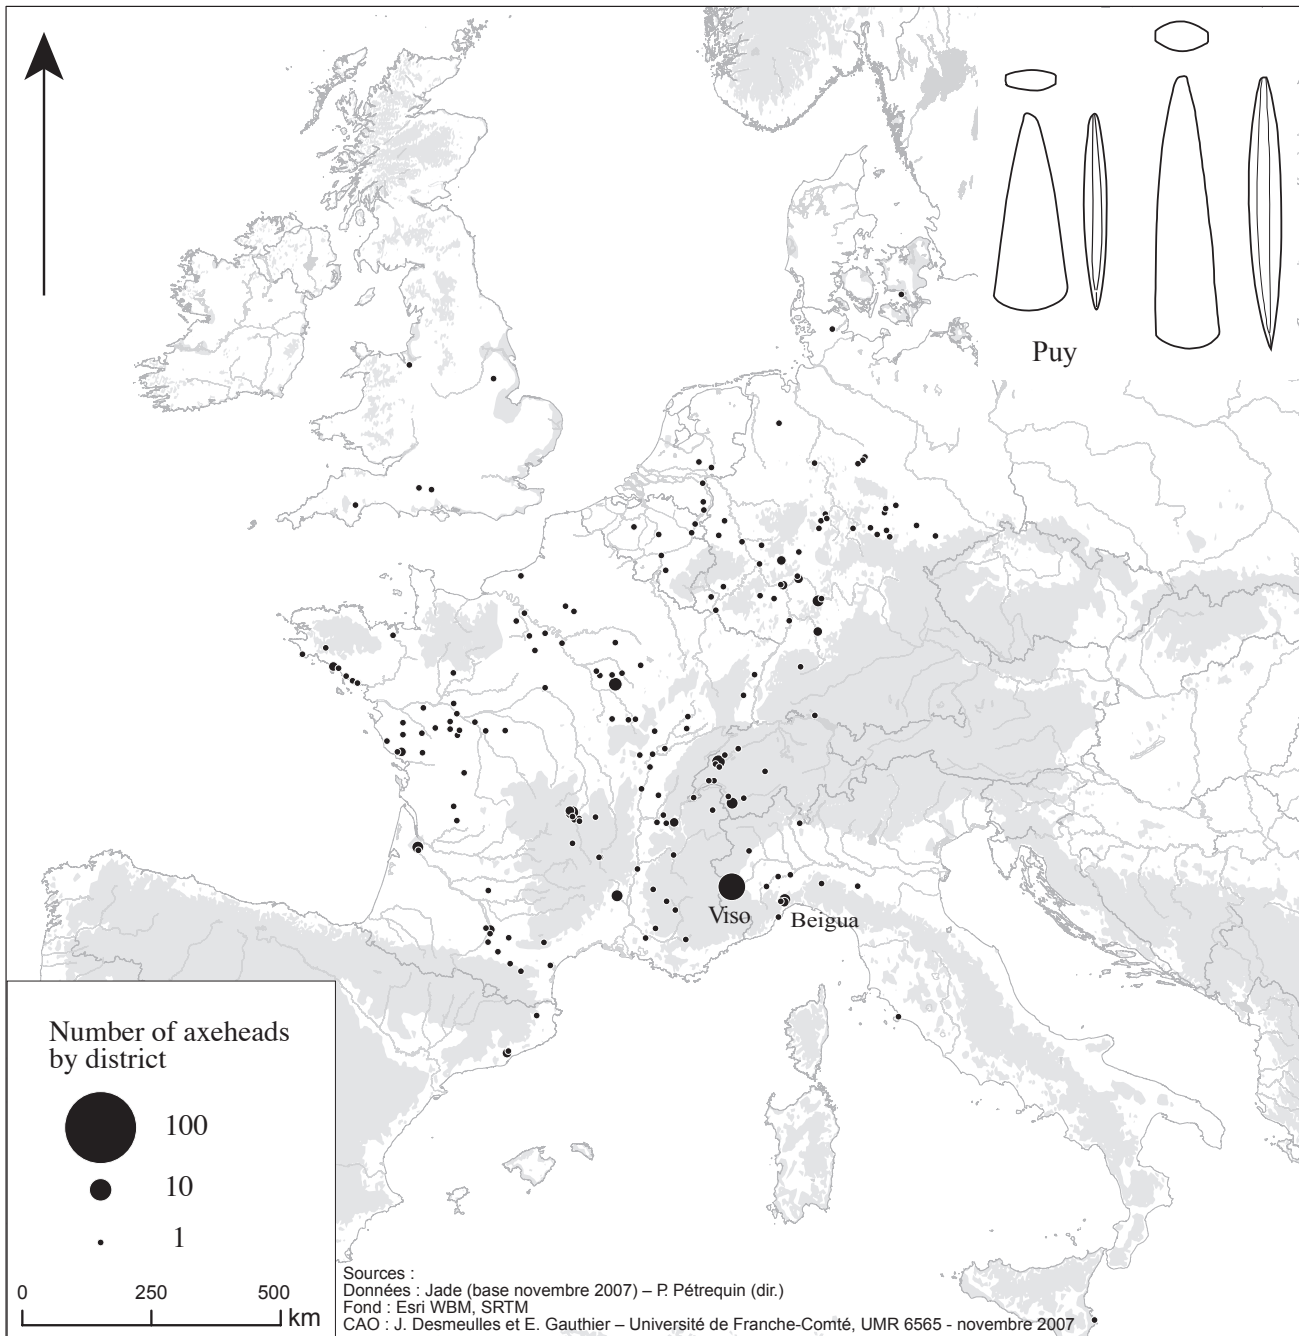 Puy
Viso
Beigua
Number of axeheads
by district
100
10
1
0 250 500
km
Sources :
Données : Jade (base novembre 2007) – P. Pétrequin (dir.)
Fond : Esri WBM, SRTM
CAO : J. Desmeulles et E. Gauthier – Université de Franche-Comté, UMR 6565 - novembre 2007